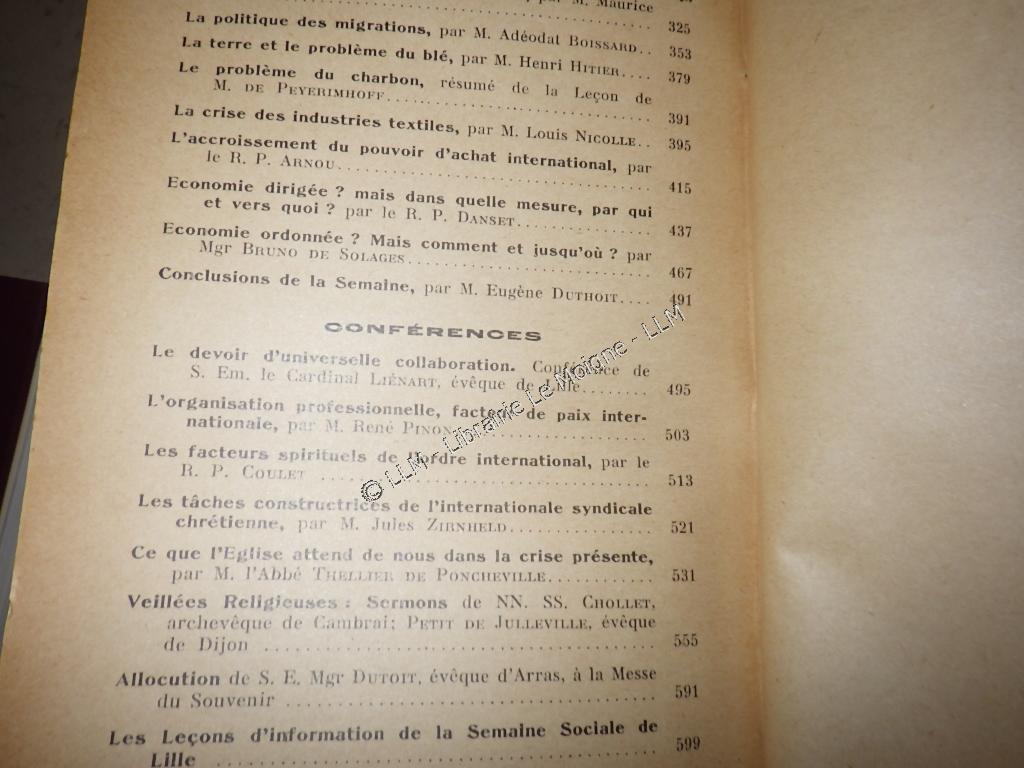 par M. Maurice
325
La politique des migrations, par M. Adéodat BOISSARD.. 353
La terre et le problème du blé, par M. Henri HITIER.... 379
Le problème du charbon, résumé de la Leçon de
M. DE PEYERIMHOFF.......... 391
La crise des industries textiles, par M. Louis NICOLLE.. 395
L'accroissement du pouvoir d'achat international, par
le R. P. ARNOU.......... 415
Economie dirigée ? mais dans quelle mesure, par qui
et vers quoi ? par le R. P. DANSET.......... 437
Economie ordonnée ? Mais comment et jusqu'où ? par
Mgr BRUNO DE SOLAGES.......... 467
Conclusions de la Semaine, par M. Eugène DUTHOIT.... 491
CONFÉRENCES
Le devoir d'universelle collaboration. Conférence de
S. Em. le Cardinal LIÉNART, évêque de Lille........ 495
L'organisation professionnelle, facteur de paix inter-
nationale, par M. René PINON.......... 503
Les facteurs spirituels de l'ordre international, par le
R. P. COULET .......... 513
Les tâches constructrices de l'internationale syndicale
chrétienne, par M. Jules ZIRNHELD.......... 521
Ce que l'Eglise attend de nous dans la crise présente,
par M. l'Abbé THELLIER DE PONCHEVILLE.......... 531
Veillées Religieuses : Sermons de NN. SS. CHOLLET,
archevêque de Cambrai; PETIT DE JULLEVILLE, évêque
de Dijon .......... 555
Allocution de S. E. Mgr DUTOIT, évêque d'Arras, à la Messe
du Souvenir .......... 591
Les Leçons d'information de la Semaine Sociale de
Lille .......... 599
© LLM - Librairie Le Moigne - LLM